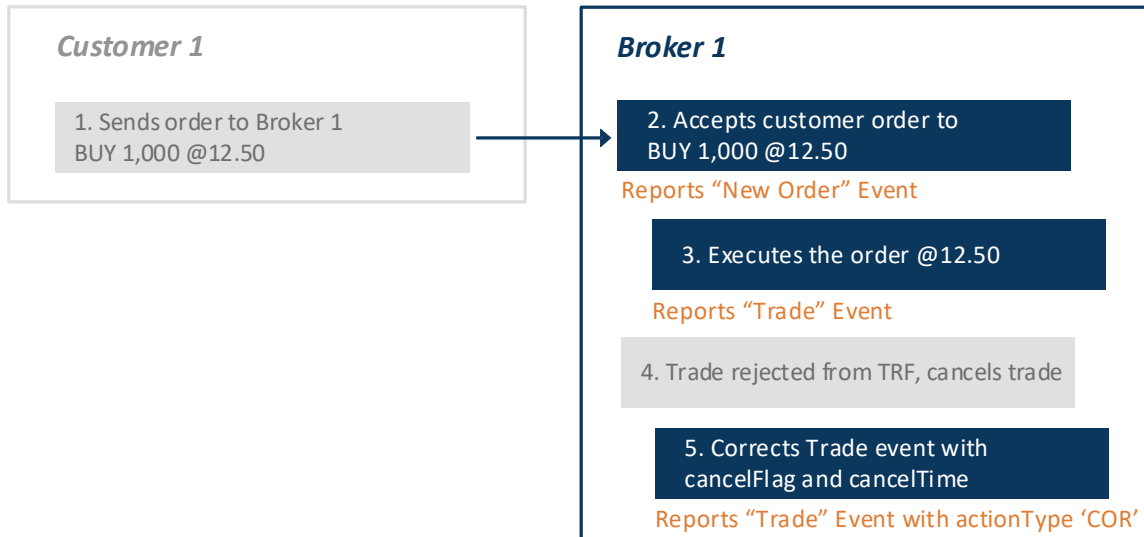 Customer 1
1. Sends order to Broker 1
BUY 1,000 @12.50
Broker 1
2. Accepts customer order to
BUY 1,000 @12.50
Reports “New Order” Event
3. Executes the order @12.50
Reports “Trade” Event
4. Trade rejected from TRF, cancels trade
5. Corrects Trade event with
cancelFlag and cancelTime
Reports “Trade” Event with actionType ‘COR’